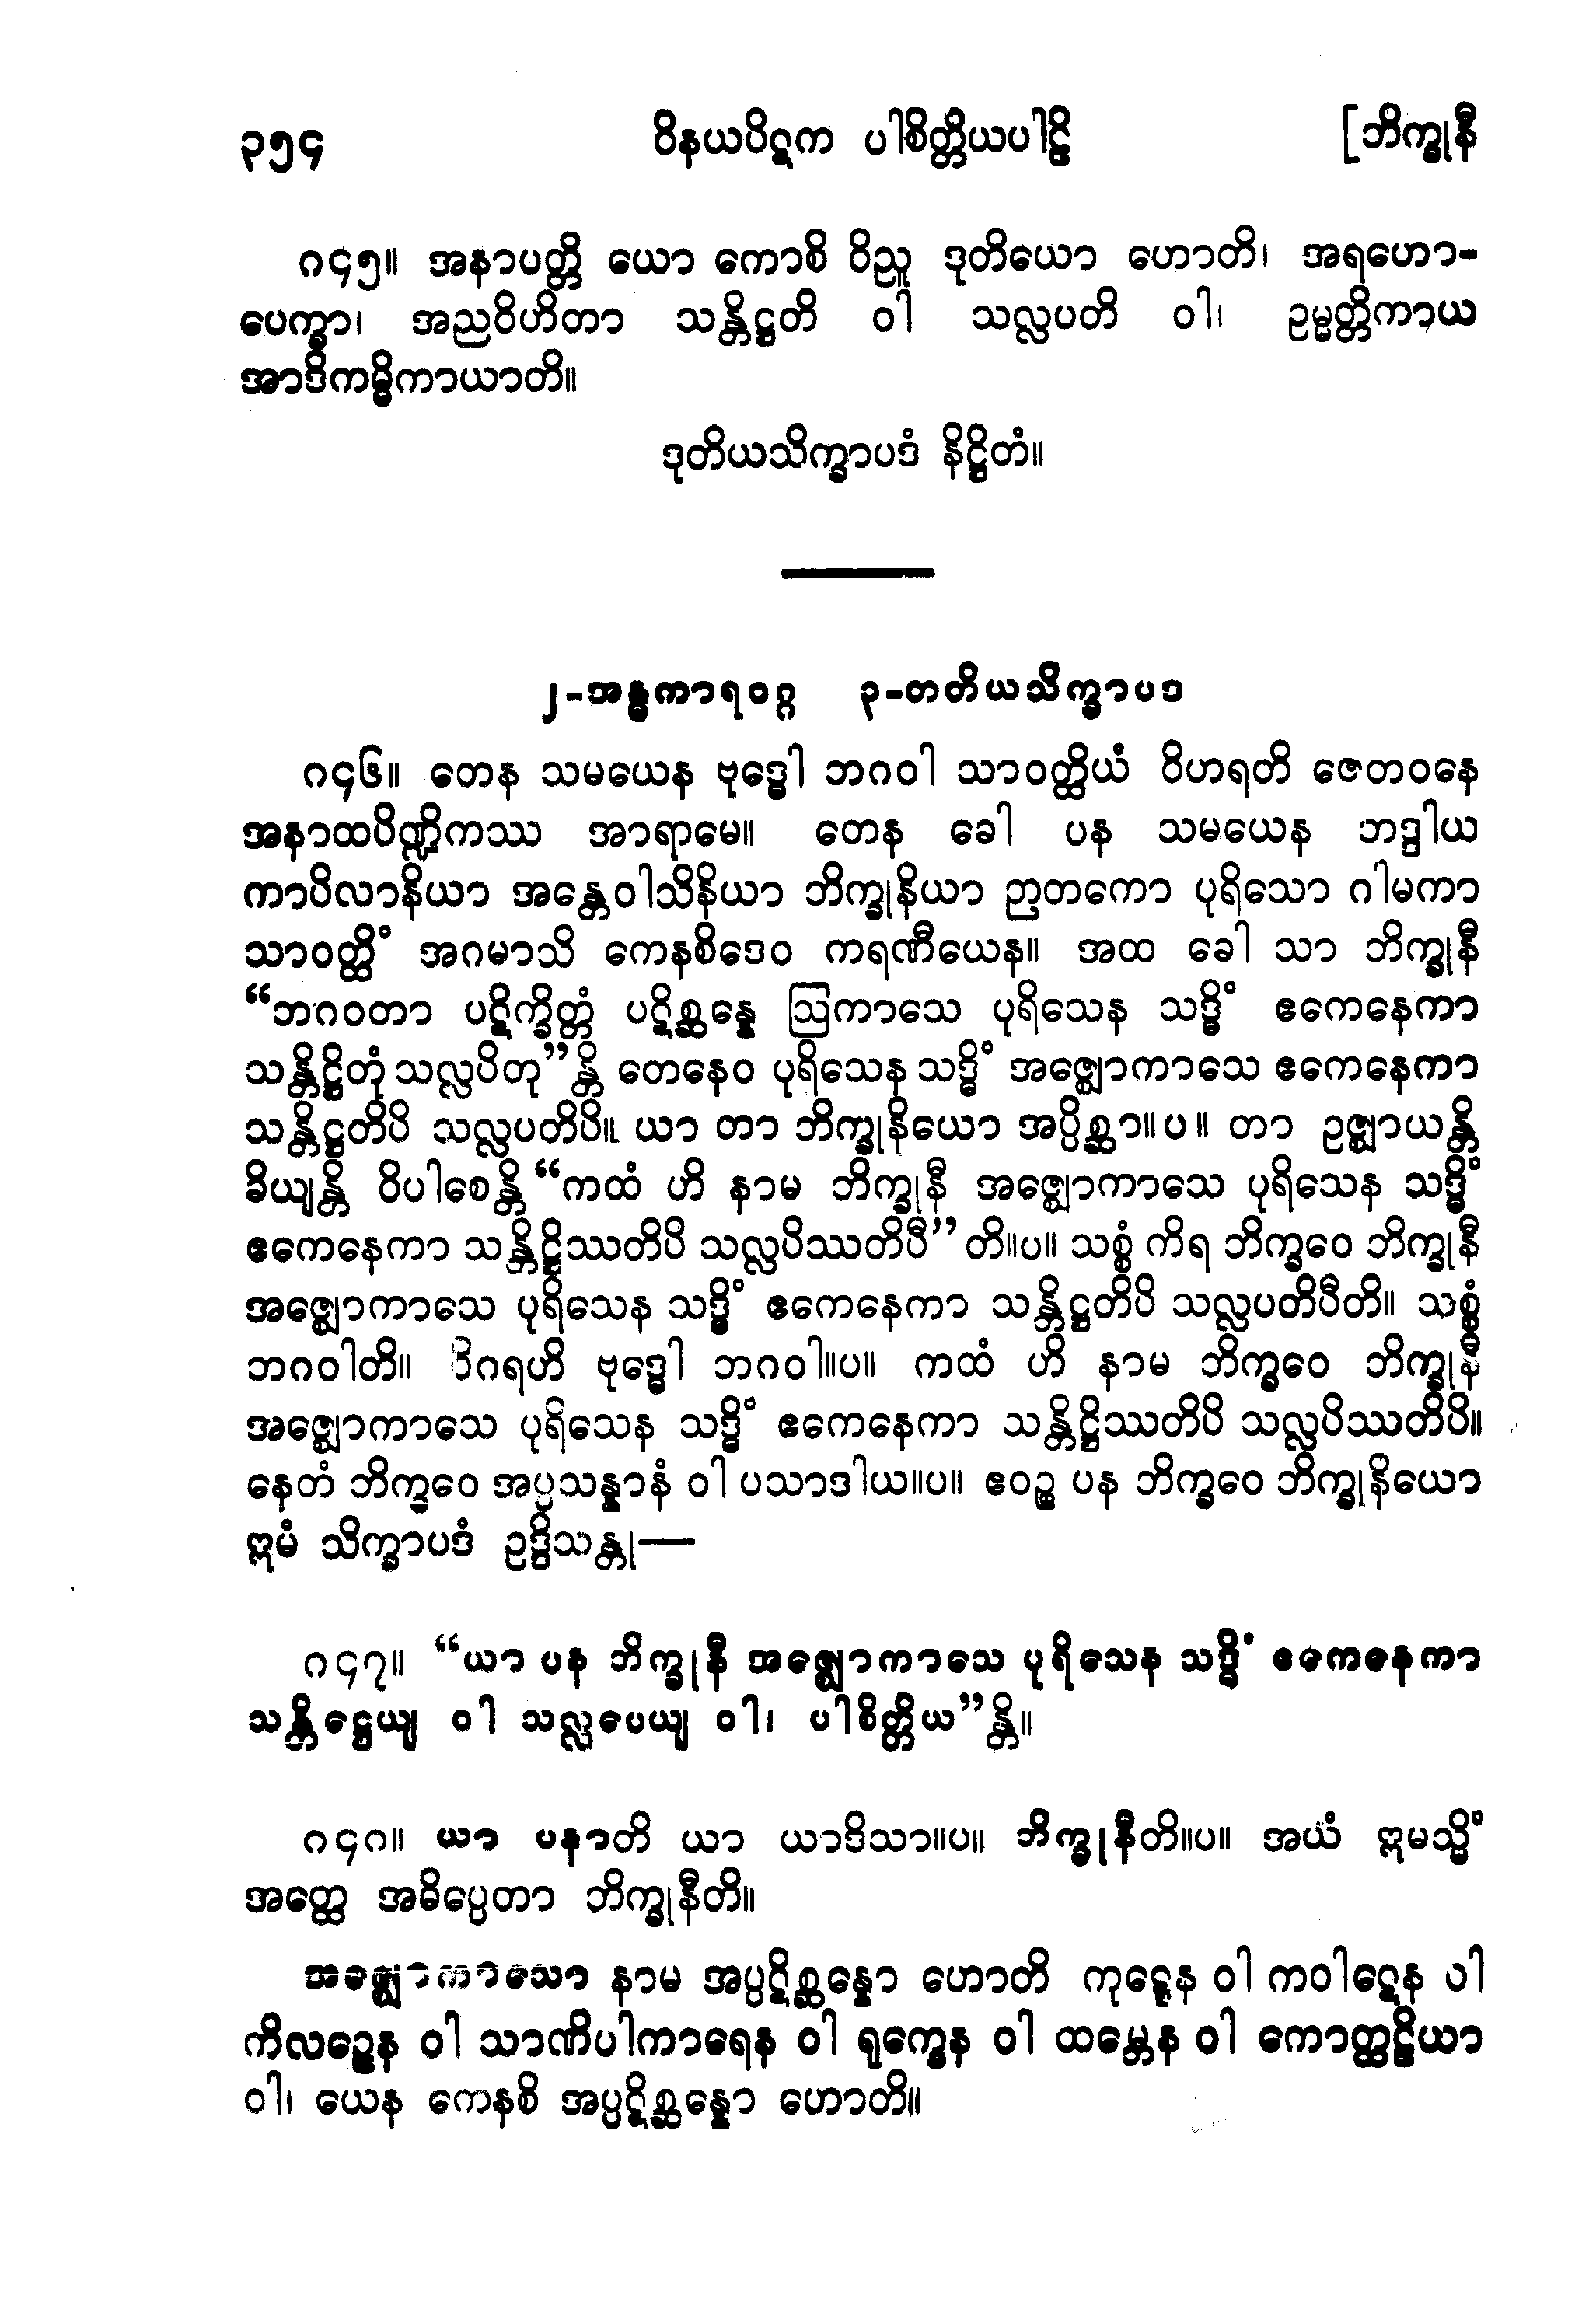 ၃၅၄ ဝိနယပိဋက ပါစိတ္တိယပါဠိ [ဘိက္ခုနီ
ဂ၄၅။ အနာပတ္တိ ယော ကောစိ ဝိညူ ဒုတိယော ဟောတိ၊ အရဟော-
ပေက္ခာ၊ အညဝိဟိတာ သန္တိဋ္ဌတိ ဝါ သလ္လပတိ ဝါ၊ ဥမ္မတ္တိကာယ
အာဒိကမ္မိကာယာတိ။
ဒုတိယသိက္ခာပဒံ နိဋ္ဌိတံ။
၂-အန္ဓကာရဝဂ္ဂ ၃-တတိယသိက္ခာပဒ
ဂ၄၆။ တေန သမယေန ဗုဒ္ဓေါ ဘဂဝါ သာဝတ္ထိယံ ဝိဟရတိ ဇေတဝနေ
အနာထပိဏ္ဍိကဿ အာရာမေ။ တေန ခေါ ပန သမယေန ဘဒ္ဒါယ
ကာပိလာနိယာ အန္တေဝါသိနိယာ ဘိက္ခုနိယာ ဉာတကော ပုရိသော ဂါမကာ
သာဝတ္ထိံ အဂမာသိ ကေနစိဒေဝ ကရဏီယေန။ အထ ခေါ သာ ဘိက္ခုနီ
“ဘဂဝတာ ပဋိက္ခိတ္တံ ပဋိစ္ဆန္နေ ဩကာသေ ပုရိသေန သဒ္ဓိံ ဧကေနေကာ
သန္တိဋ္ဌိတုံ သလ္လပိတု”န္တိ တေနေဝ ပုရိသေန သဒ္ဓိံ အဇ္ဈောကာသေ ဧကေနေကာ
သန္တိဋ္ဌတိပိ သလ္လပတိပိ။ ယာ တာ ဘိက္ခုနိယော အပ္ပိစ္ဆာ။ပ။ တာ ဥဇ္ဈာယန္တိ
ခိယျန္တိ ဝိပါစေန္တိ “ကထံ ဟိ နာမ ဘိက္ခုနီ အဇ္ဈောကာသေ ပုရိသေန သဒ္ဓိံ
ဧကေနေကာ သန္တိဋ္ဌိဿတိပိ သလ္လပိဿတိပီ” တိ။ပ။ သစ္စံ ကိရ ဘိက္ခဝေ ဘိက္ခုနီ
အဇ္ဈောကာသေ ပုရိသေန သဒ္ဓိံ ဧကေနေကာ သန္တိဋ္ဌတိပိ သလ္လပတိပီတိ။ သစ္စံ
ဘဂဝါတိ။ ဝိဂရဟိ ဗုဒ္ဓေါ ဘဂဝါ။ပ။ ကထံ ဟိ နာမ ဘိက္ခဝေ ဘိက္ခုနီ
အဇ္ဈောကာသေ ပုရိသေန သဒ္ဓိံ ဧကေနေကာ သန္တိဋ္ဌိဿတိပိ သလ္လပိဿတိပိ။
နေတံ ဘိက္ခဝေ အပ္ပသန္နာနံ ဝါ ပသာဒါယ။ပ။ ဧဝဉ္စ ပန ဘိက္ခဝေ ဘိက္ခုနိယော
ဣမံ သိက္ခာပဒံ ဥဒ္ဒိသန္တု—
ဂ၄၇။ “ယာ ပန ဘိက္ခုနီ အဇ္ဈောကာသေ ပုရိသေန သဒ္ဓိံ ဧကေနေကာ
သန္တိဋ္ဌေယျ ဝါ သလ္လပေယျ ဝါ၊ ပါစိတ္တိယ”န္တိ။
ဂ၄ဂ။ ယာ ပနာတိ ယာ ယာဒိသာ။ပ။ ဘိက္ခုနီတိ။ပ။ အယံ ဣမသ္မိံ
အတ္ထေ အဓိပ္ပေတာ ဘိက္ခုနီတိ။
အဇ္ဈောကာသော နာမ အပ္ပဋိစ္ဆန္နော ဟောတိ ကုဋ္ဋေန ဝါ ကဝါဋေန ဝါ
ကိလဉ္ဇေန ဝါ သာဏိပါကာရေန ဝါ ရုက္ခေန ဝါ ထမ္ဘေန ဝါ ကောတ္ထဠိယာ
ဝါ၊ ယေန ကေနစိ အပ္ပဋိစ္ဆန္နော ဟောတိ။